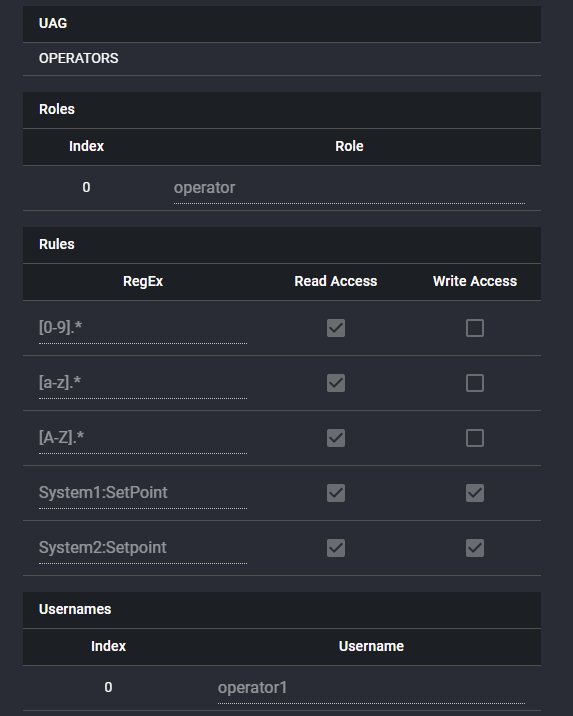 UAG
OPERATORS
Roles
Index Role
0 operator
Rules
RegEx Read Access Write Access
[0-9].*
[a-z].*
[A-Z].*
System1:SetPoint
System2:Setpoint
Usernames
Index Username
0 operator1